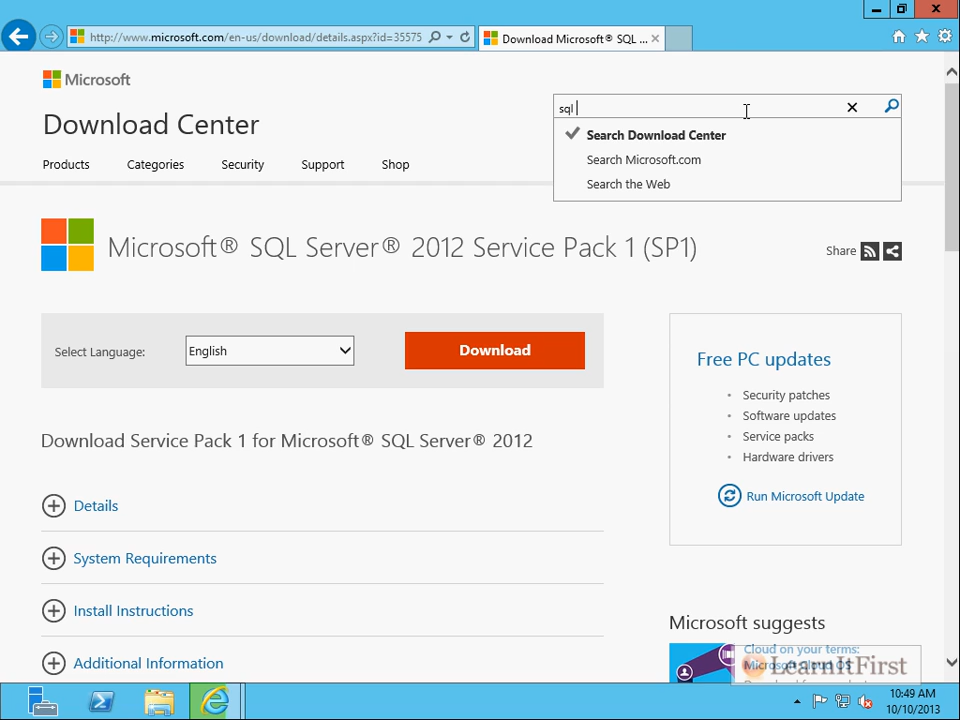 http://www.microsoft.com/en-us/download/details.aspx?id=35575
Download Microsoft® SQL ...
Microsoft
Download Center
sql
Search Download Center
Search Microsoft.com
Search the Web
Products
Categories
Security
Support
Shop
Microsoft® SQL Server® 2012 Service Pack 1 (SP1)
Share
Select Language:
English
Download
Free PC updates
• Security patches
• Software updates
• Service packs
• Hardware drivers
Run Microsoft Update
Download Service Pack 1 for Microsoft® SQL Server® 2012
Details
System Requirements
Install Instructions
Additional Information
Microsoft suggests
Cloud on your terms:
Microsoft Cloud OS
LearnItFirst
10:49 AM
10/10/2013